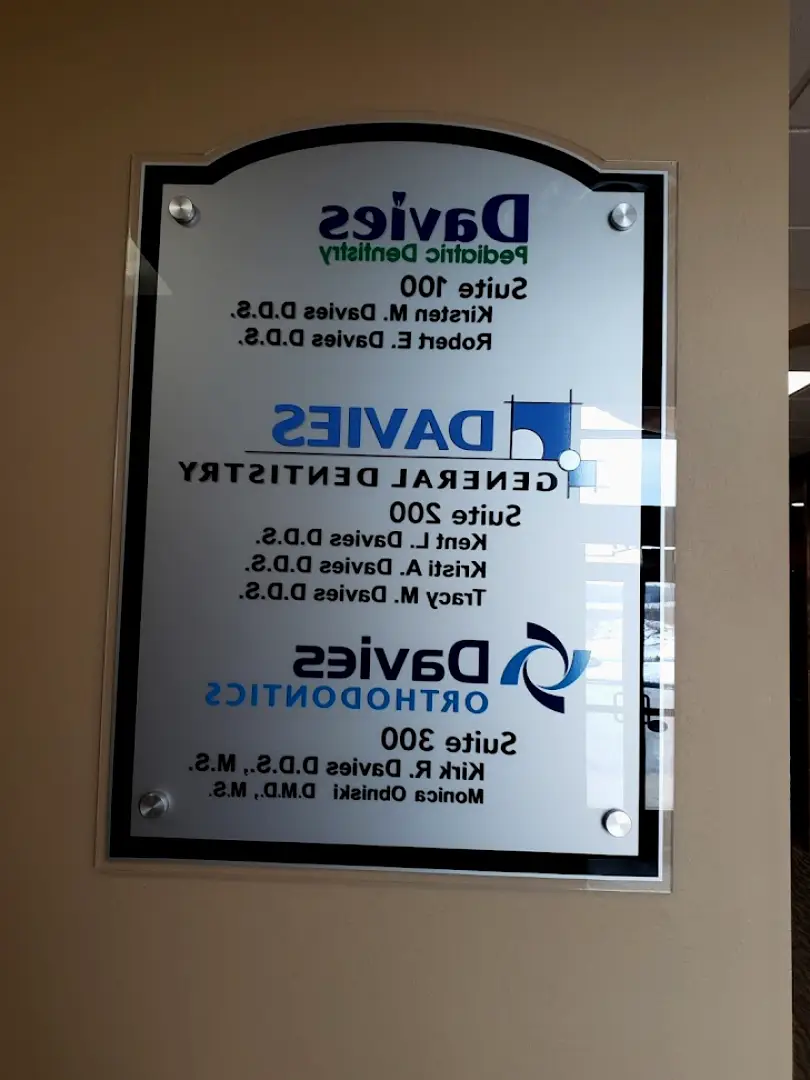 Davies
Pediatric Dentistry
Suite 100
Kirsten M. Davies D.D.S.
Robert E. Davies D.D.S.
DAVIES
GENERAL DENTISTRY
Suite 200
Kent L. Davies D.D.S.
Kristi A. Davies D.D.S.
Tracy M. Davies D.D.S.
Davies
ORTHODONTICS
Suite 300
Kirk R. Davies D.D.S., M.S.
Monica Obniski D.M.D., M.S.